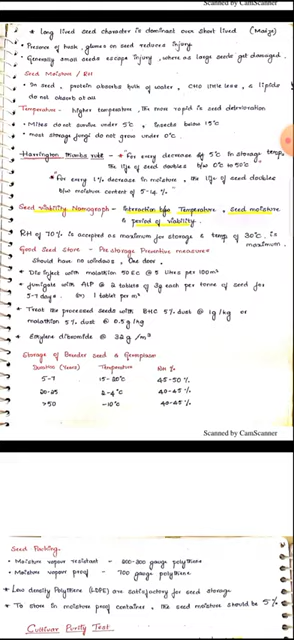 * Long lived seed character is dominant over short lived (Maize)
* Presence of husk, glumes on seed reduces injury.
* Generally small seeds escape injury, where as large seeds get damaged.
Seed Moisture / RH
- In seed, protein absorbs bulk of water, CHO little less, & lipids
do not absorb at all
Temperature - higher temperature, the more rapid is seed deterioration
- Mites do not survive under 5°C, Insects below 15°C
* most storage fungi do not grow under 0°C.
- Harrington thumbs rule - * "For every decrease of 5°C in storage temp,
the life of seed doubles b/w 0°C to 50°C
* "For every 1% decrease in moisture, the life of seed doubles
b/w moisture content of 5-14%"
Seed Viability Nomograph - Interaction b/w Temperature, Seed moisture
& period of viability.
RH of 70% is accepted as maximum for storage & temp of 30°C, is
maximum.
Good Seed Store - Pre storage Preventive measures
should have no windows, One door.
* Disinfect with malathion 50 EC @ 5 litres per 100m³
* fumigate with ALP @ 2 tablets of 3g each per tonne of seed for
5-7 days. 1 tablet per m³
* Treat the processed seeds with BHC 5% dust @ 1g/kg or
malathion 5% dust @ 0.5g/kg
* Ethylene dibromide @ 32g/m³
Storage of Breeder Seed & Germplasm
Duration (Years) Temperature RH %
5-7 15-20°C 45-50%
20-25 2-4°C 40-45%
>50 -10°C 40-45%
Scanned by CamScanner
Scanned by CamScanner
Seed Packing.
* Moisture vapour resistant - 200-300 gauge polythene
* Moisture vapour proof - 700 gauge polythene
* Low density Polythene (LDPE) are satisfactory for seed storage
* To store in moisture proof container, the seed moisture should be 5%
Cultivar Purity Test